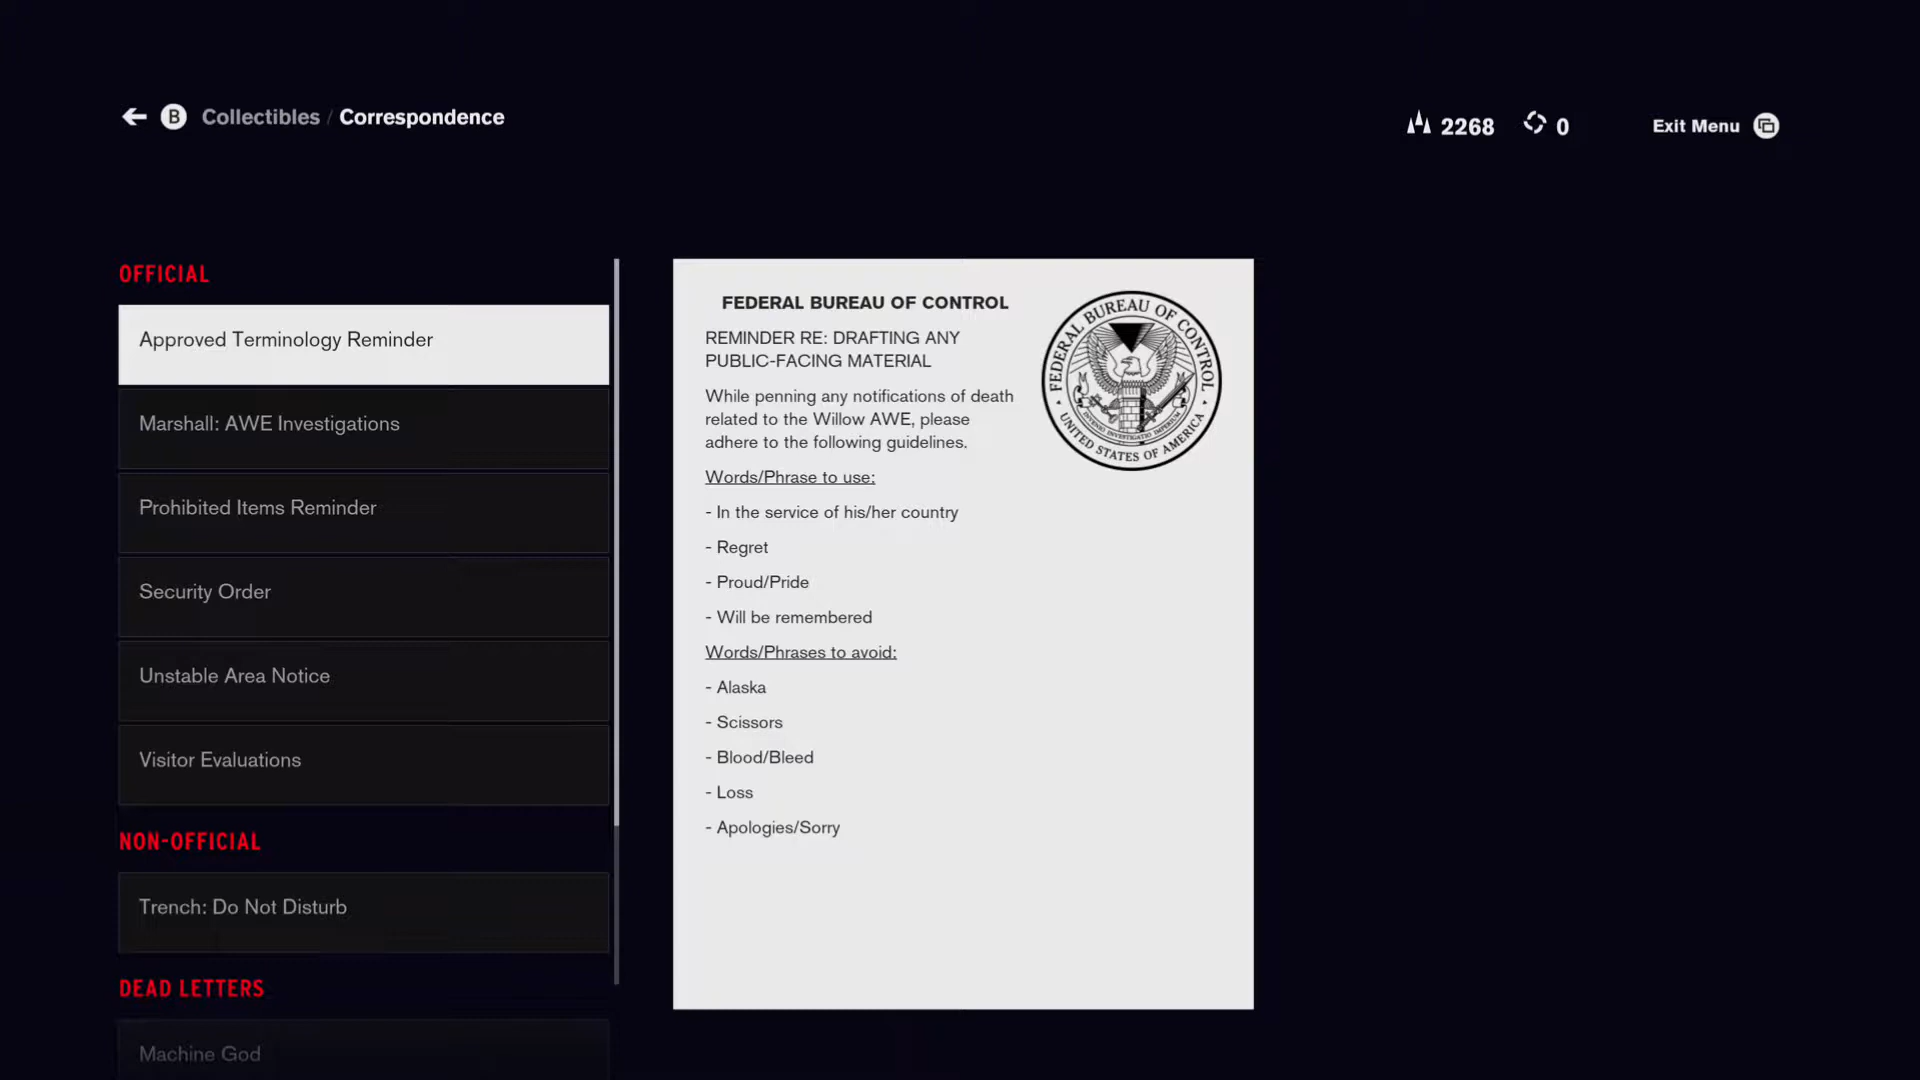 B Collectibles / Correspondence
2268 0 Exit Menu
OFFICIAL
Approved Terminology Reminder
Marshall: AWE Investigations
Prohibited Items Reminder
Security Order
Unstable Area Notice
Visitor Evaluations
NON-OFFICIAL
Trench: Do Not Disturb
DEAD LETTERS
Machine God
FEDERAL BUREAU OF CONTROL
REMINDER RE: DRAFTING ANY
PUBLIC-FACING MATERIAL
While penning any notifications of death
related to the Willow AWE, please
adhere to the following guidelines.
Words/Phrase to use:
- In the service of his/her country
- Regret
- Proud/Pride
- Will be remembered
Words/Phrases to avoid:
- Alaska
- Scissors
- Blood/Bleed
- Loss
- Apologies/Sorry
FEDERAL BUREAU OF CONTROL
INVENIO INVESTIGATIO IMPERIUM
UNITED STATES OF AMERICA